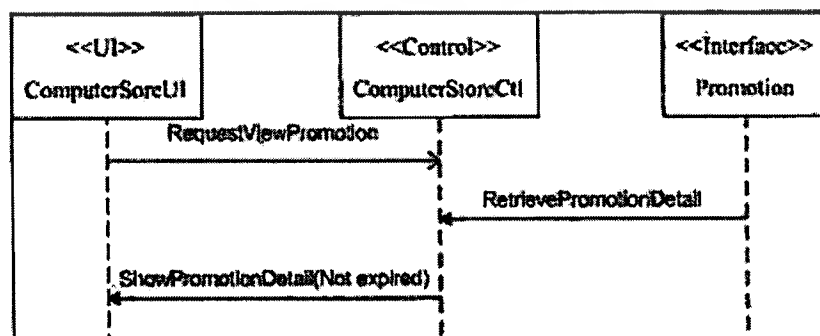 <<UI>>
ComputerSoreUI
<<Control>>
ComputerStoreCtl
<<Interface>>
Promotion
RequestViewPromotion
RetrievePromotionDetail
ShowPromotionDetail(Not expired)